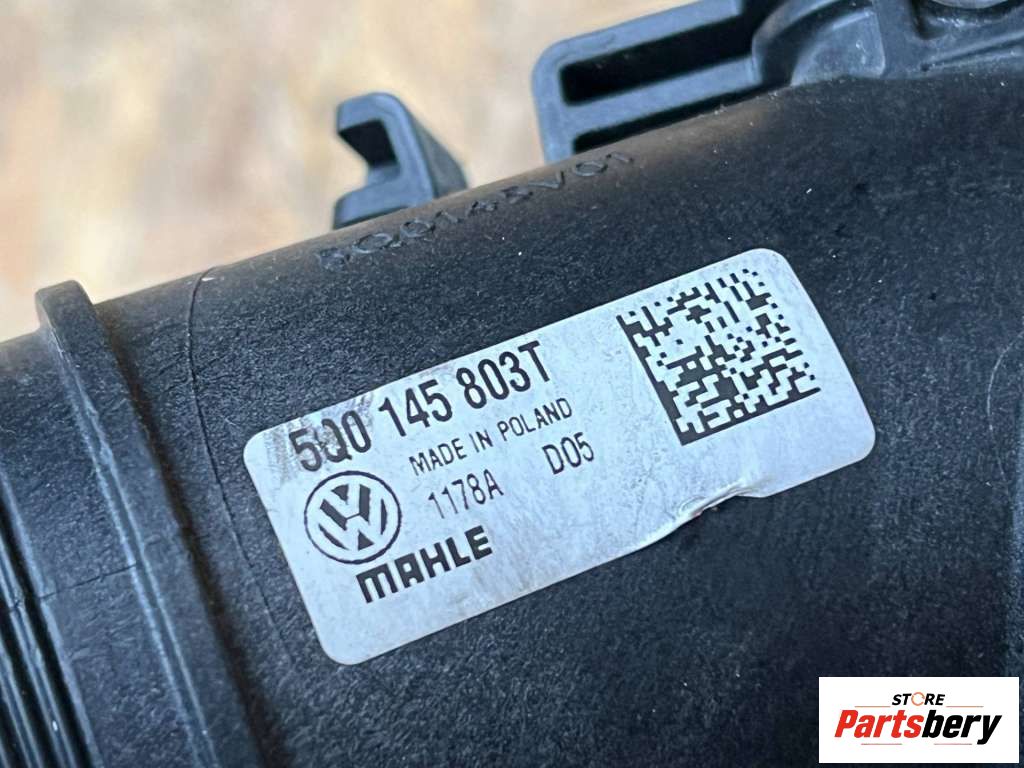 5Q0 145 803T
MADE IN POLAND
1178A D05
MAHLE
STORE
Partsbery